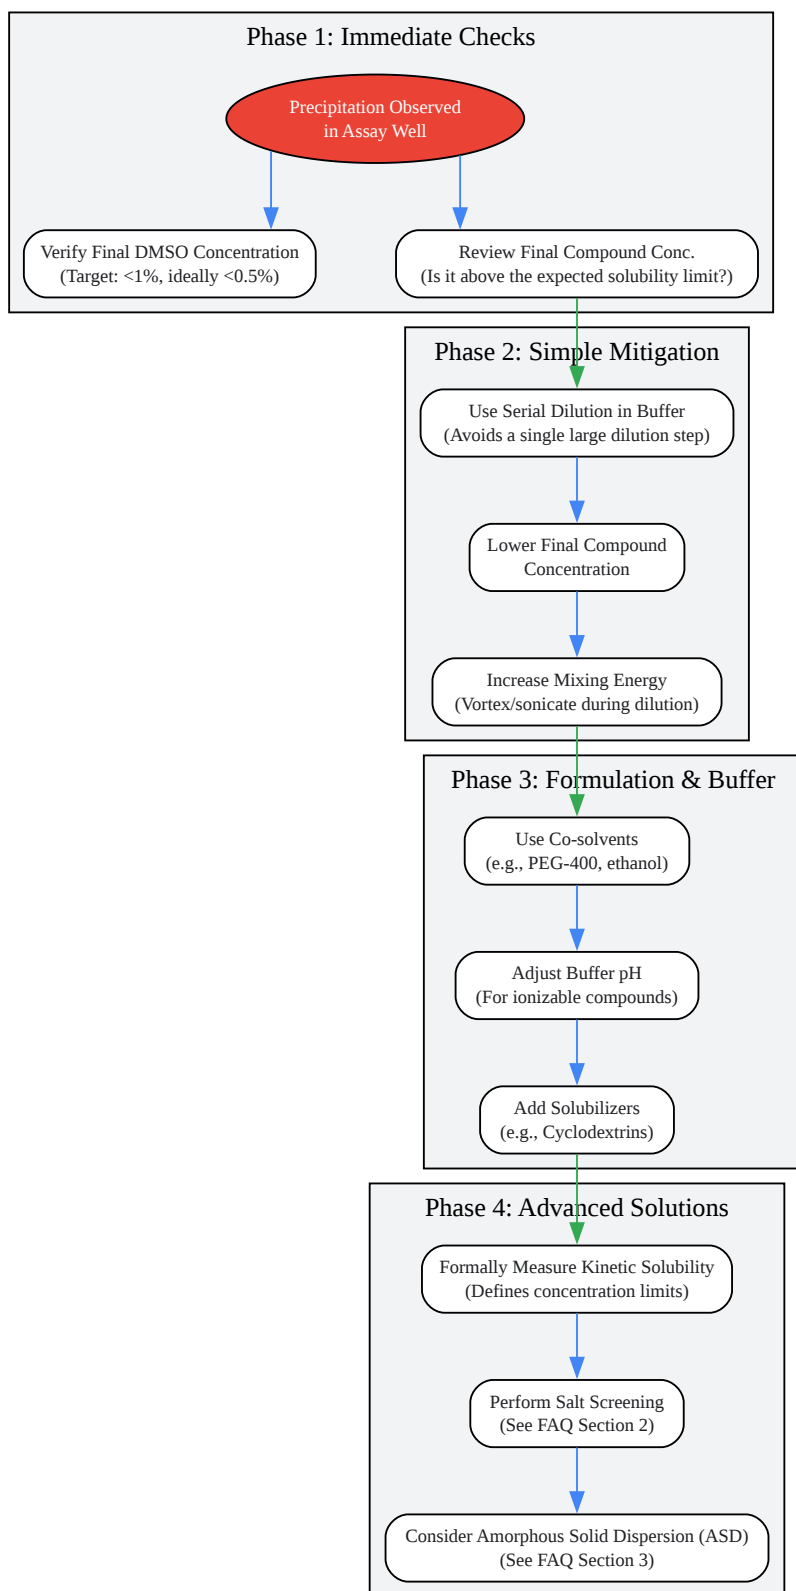 Phase 1: Immediate Checks
Precipitation Observed
in Assay Well
Verify Final DMSO Concentration
(Target: <1%, ideally <0.5%)
Review Final Compound Conc.
(Is it above the expected solubility limit?)
Phase 2: Simple Mitigation
Use Serial Dilution in Buffer
(Avoids a single large dilution step)
Lower Final Compound
Concentration
Increase Mixing Energy
(Vortex/sonicate during dilution)
Phase 3: Formulation & Buffer
Use Co-solvents
(e.g., PEG-400, ethanol)
Adjust Buffer pH
(For ionizable compounds)
Add Solubilizers
(e.g., Cyclodextrins)
Phase 4: Advanced Solutions
Formally Measure Kinetic Solubility
(Defines concentration limits)
Perform Salt Screening
(See FAQ Section 2)
Consider Amorphous Solid Dispersion (ASD)
(See FAQ Section 3)